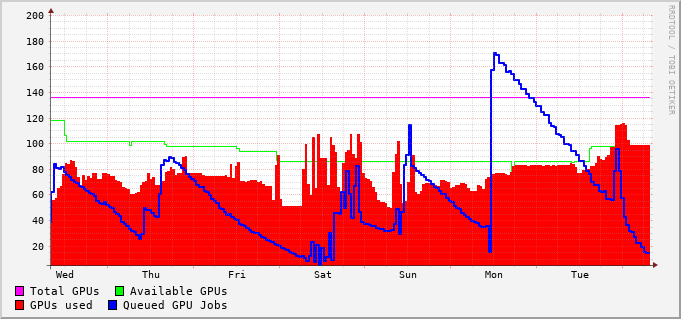 200
180
160
140
120
100
80
60
40
20
Wed Thu Fri Sat Sun Mon Tue
Total GPUs Available GPUs
GPUs used Queued GPU Jobs
RRDTOOL / TOBI OETIKER